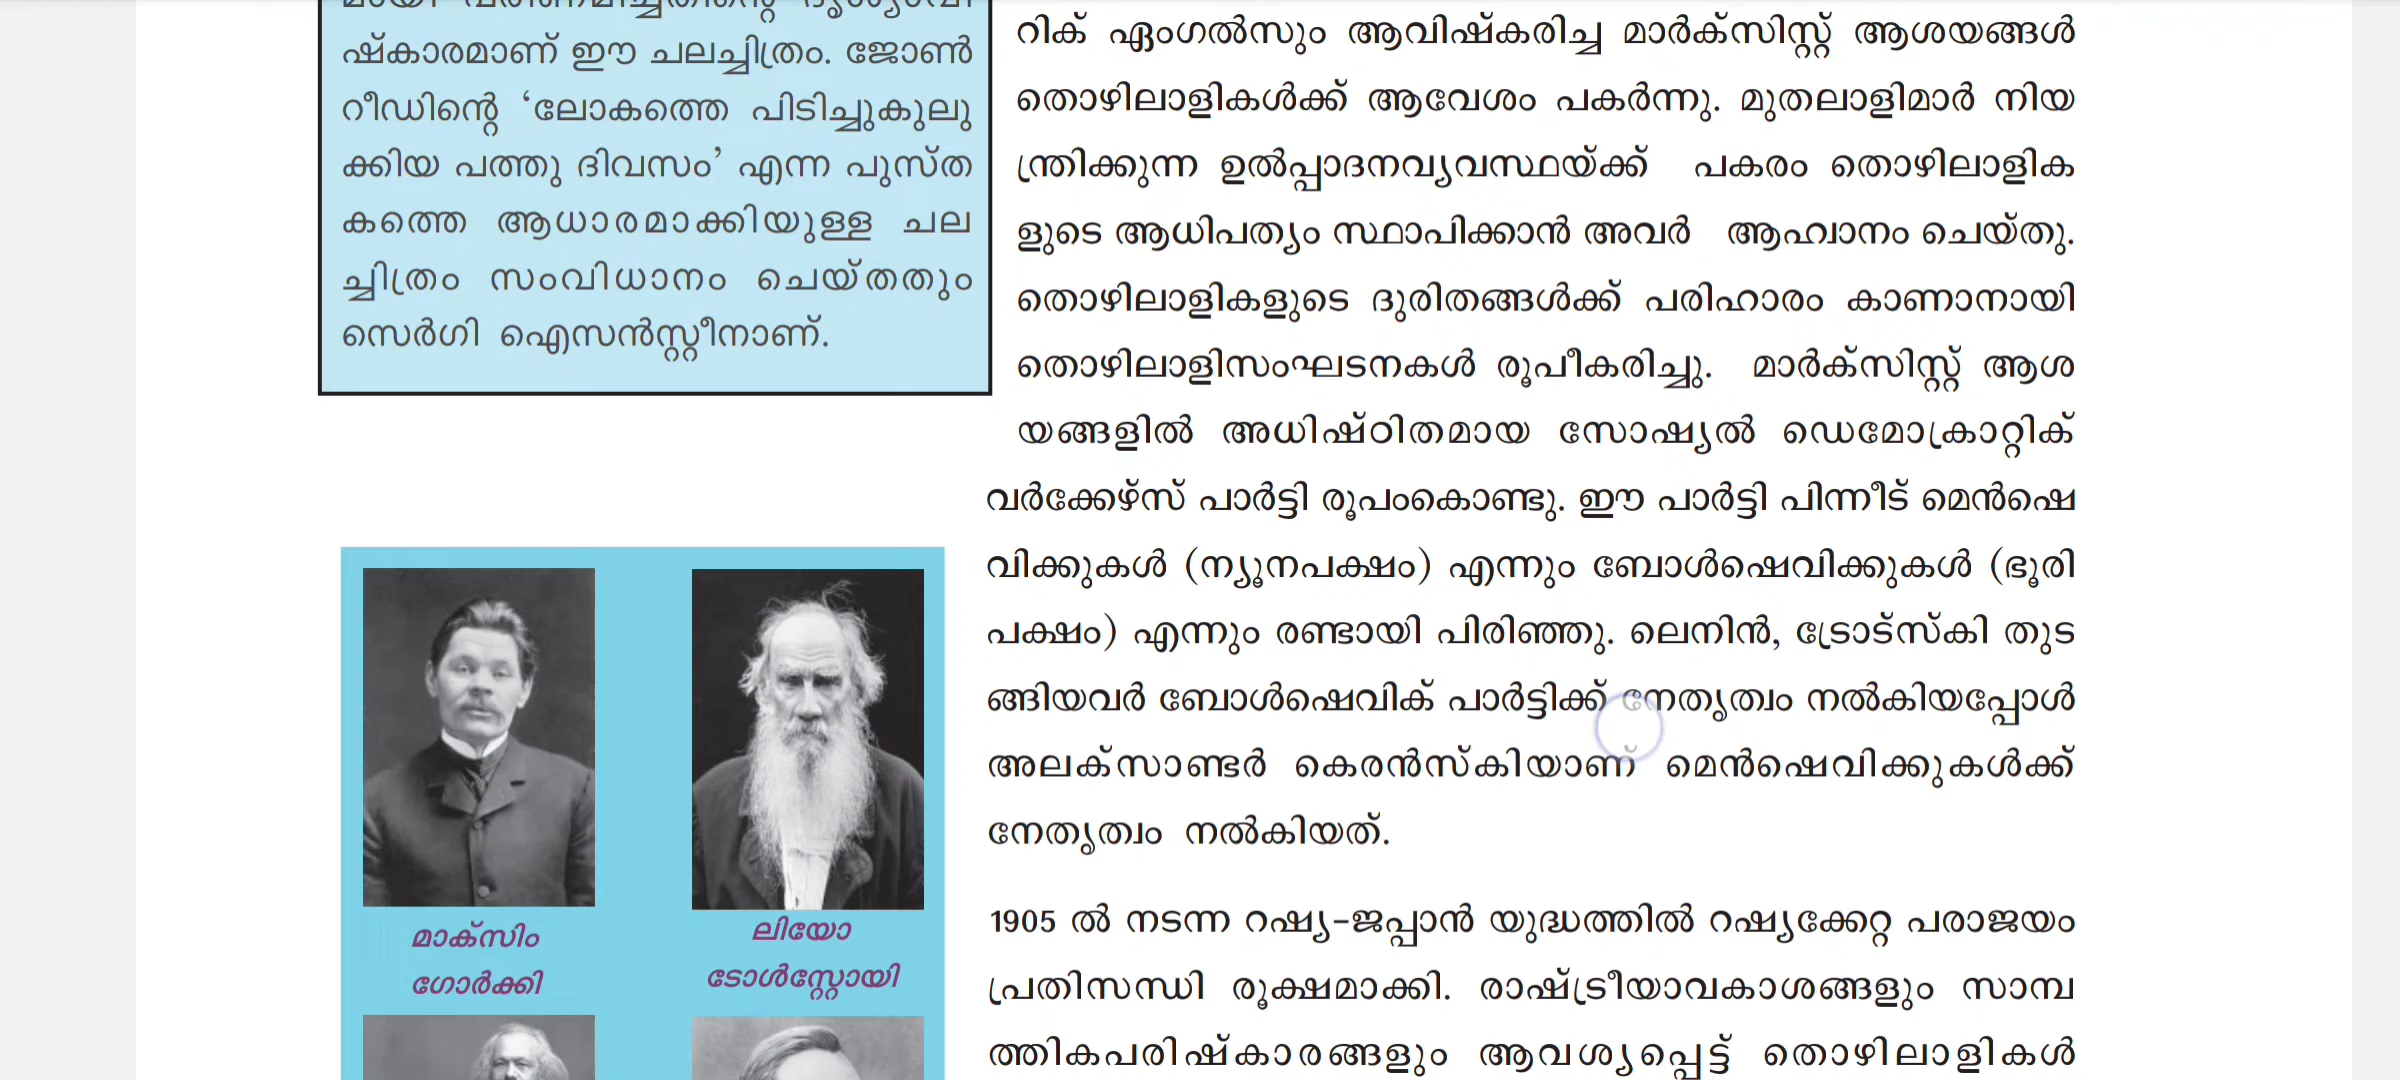 ഷ്കാരമാണ് ഈ ചലച്ചിത്രം. ജോൺ
റീഡിന്റെ ‘ലോകത്തെ പിടിച്ചുകുലു
ക്കിയ പത്തു ദിവസം’ എന്ന പുസ്ത
കത്തെ ആധാരമാക്കിയുള്ള ചല
ച്ചിത്രം സംവിധാനം ചെയ്തതും
സെർഗി ഐസൻസ്റ്റീനാണ്.
മാക്സിം
ഗോർക്കി
ലിയോ
ടോൾസ്റ്റോയി
റിക് ഏംഗൽസും ആവിഷ്കരിച്ച മാർക്സിസ്റ്റ് ആശയങ്ങൾ
തൊഴിലാളികൾക്ക് ആവേശം പകർന്നു. മുതലാളിമാർ നിയ
ന്ത്രിക്കുന്ന ഉൽപ്പാദനവ്യവസ്ഥയ്ക്ക് പകരം തൊഴിലാളിക
ളുടെ ആധിപത്യം സ്ഥാപിക്കാൻ അവർ ആഹ്വാനം ചെയ്തു.
തൊഴിലാളികളുടെ ദുരിതങ്ങൾക്ക് പരിഹാരം കാണാനായി
തൊഴിലാളിസംഘടനകൾ രൂപീകരിച്ചു. മാർക്സിസ്റ്റ് ആശ
യങ്ങളിൽ അധിഷ്ഠിതമായ സോഷ്യൽ ഡെമോക്രാറ്റിക്
വർക്കേഴ്സ് പാർട്ടി രൂപംകൊണ്ടു. ഈ പാർട്ടി പിന്നീട് മെൻഷെ
വിക്കുകൾ (ന്യൂനപക്ഷം) എന്നും ബോൾഷെവിക്കുകൾ (ഭൂരി
പക്ഷം) എന്നും രണ്ടായി പിരിഞ്ഞു. ലെനിൻ, ട്രോട്സ്കി തുട
ങ്ങിയവർ ബോൾഷെവിക് പാർട്ടിക്ക് നേതൃത്വം നൽകിയപ്പോൾ
അലക്സാണ്ടർ കെരൻസ്കിയാണ് മെൻഷെവിക്കുകൾക്ക്
നേതൃത്വം നൽകിയത്.
1905 ൽ നടന്ന റഷ്യ-ജപ്പാൻ യുദ്ധത്തിൽ റഷ്യക്കേറ്റ പരാജയം
പ്രതിസന്ധി രൂക്ഷമാക്കി. രാഷ്ട്രീയാവകാശങ്ങളും സാമ്പ
ത്തികപരിഷ്കാരങ്ങളും ആവശ്യപ്പെട്ട് തൊഴിലാളികൾ